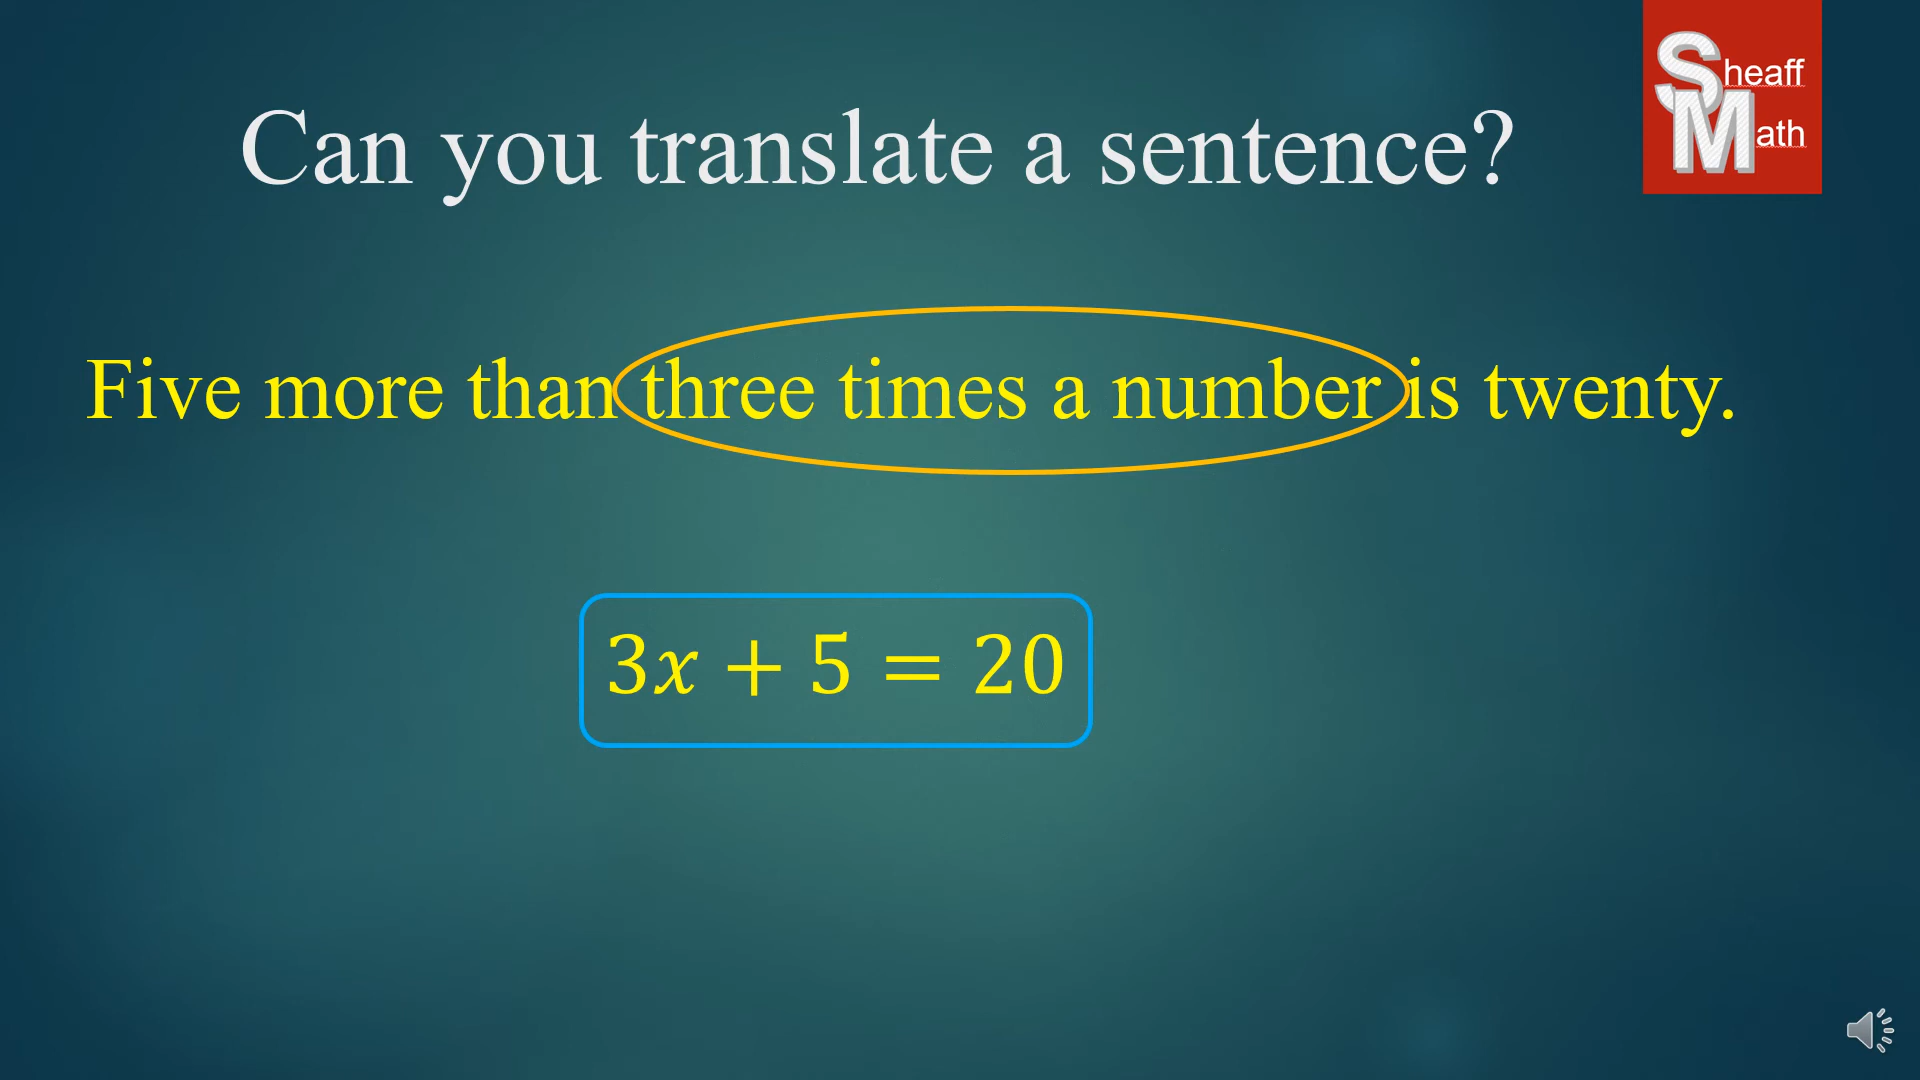 Sheaff
Math
Can you translate a sentence?
Five more than three times a number is twenty.
3x + 5 = 20